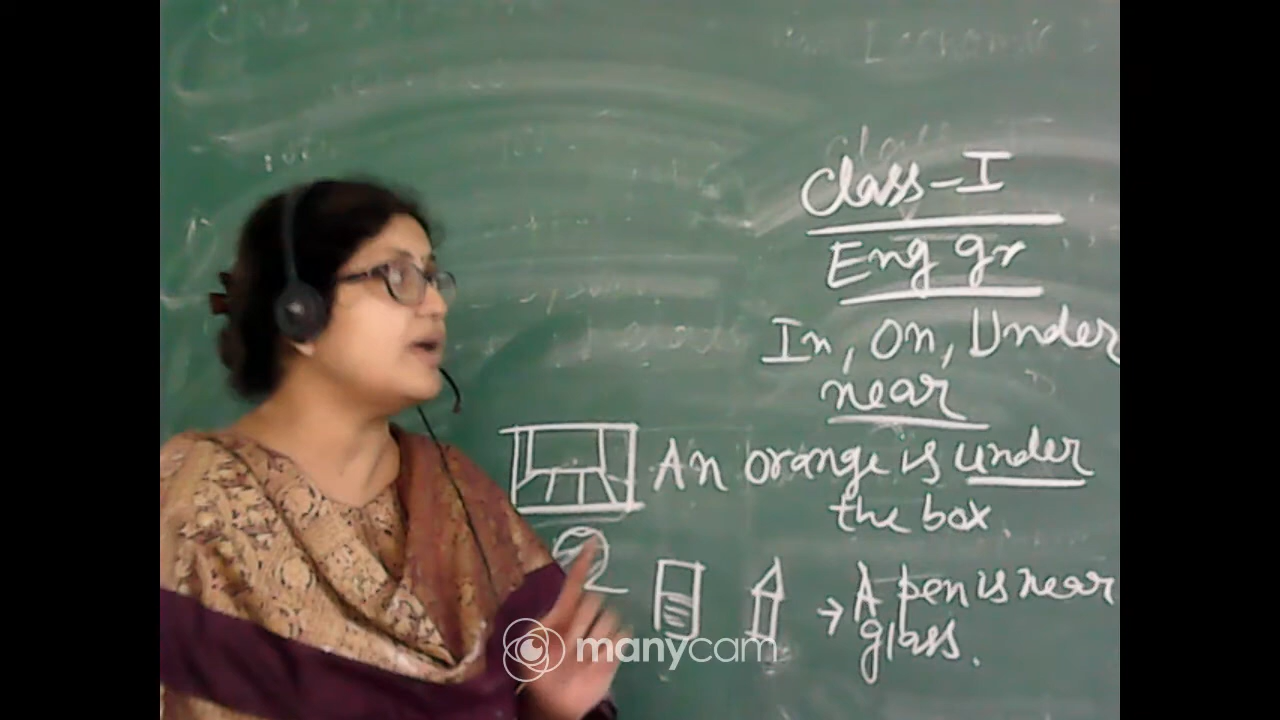 Class-I
Eng gr
In, On, Under
near
An orange is under
the box.
→ A pen is near
glass.
manycam